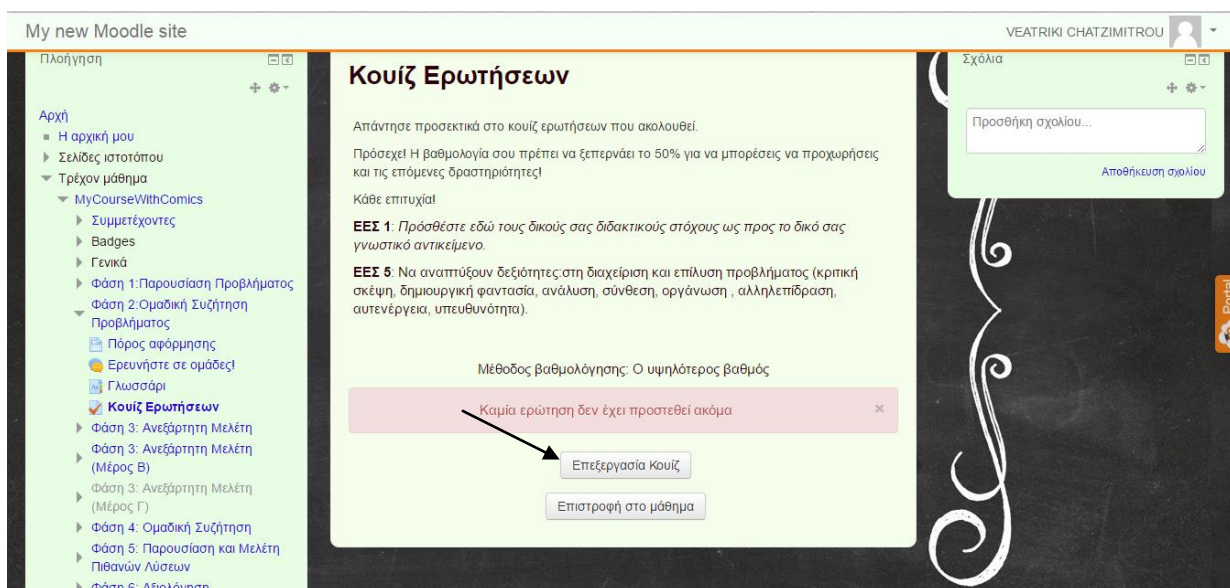 My new Moodle site
VEATRIKI CHATZIMITROU
Πλοήγηση
Αρχή
Η αρχική μου
Σελίδες ιστοτόπου
Τρέχον μάθημα
MyCourseWithComics
Συμμετέχοντες
Badges
Γενικά
Φάση 1:Παρουσίαση Προβλήματος
Φάση 2:Ομαδική Συζήτηση
Προβλήματος
Πόρος αφόρμησης
Ερευνήστε σε ομάδες!
Γλωσσάρι
Κουίζ Ερωτήσεων
Φάση 3: Ανεξάρτητη Μελέτη
Φάση 3: Ανεξάρτητη Μελέτη
(Μέρος Β)
Φάση 3: Ανεξάρτητη Μελέτη
(Μέρος Γ)
Φάση 4: Ομαδική Συζήτηση
Φάση 5: Παρουσίαση και Μελέτη
Πιθανών Λύσεων
Φάση 6: Αξιολόγηση
Κουίζ Ερωτήσεων
Απάντησε προσεκτικά στο κουίζ ερωτήσεων που ακολουθεί.
Πρόσεχε! Η βαθμολογία σου πρέπει να ξεπερνάει το 50% για να μπορέσεις να προχωρήσεις
και τις επόμενες δραστηριότητες!
Κάθε επιτυχία!
ΕΕΣ 1: Πρόσθέστε εδώ τους δικούς σας διδακτικούς στόχους ως προς το δικό σας
γνωστικό αντικείμενο.
ΕΕΣ 5: Να αναπτύξουν δεξιότητες:στη διαχείριση και επίλυση προβλήματος (κριτική
σκέψη, δημιουργική φαντασία, ανάλυση, σύνθεση, οργάνωση , αλληλεπίδραση,
αυτενέργεια, υπευθυνότητα).
Μέθοδος βαθμολόγησης: Ο υψηλότερος βαθμός
Καμία ερώτηση δεν έχει προστεθεί ακόμα ×
Επεξεργασία Κουίζ
Επιστροφή στο μάθημα
Σχόλια
Προσθήκη σχολίου...
Αποθήκευση σχολίου
Portal